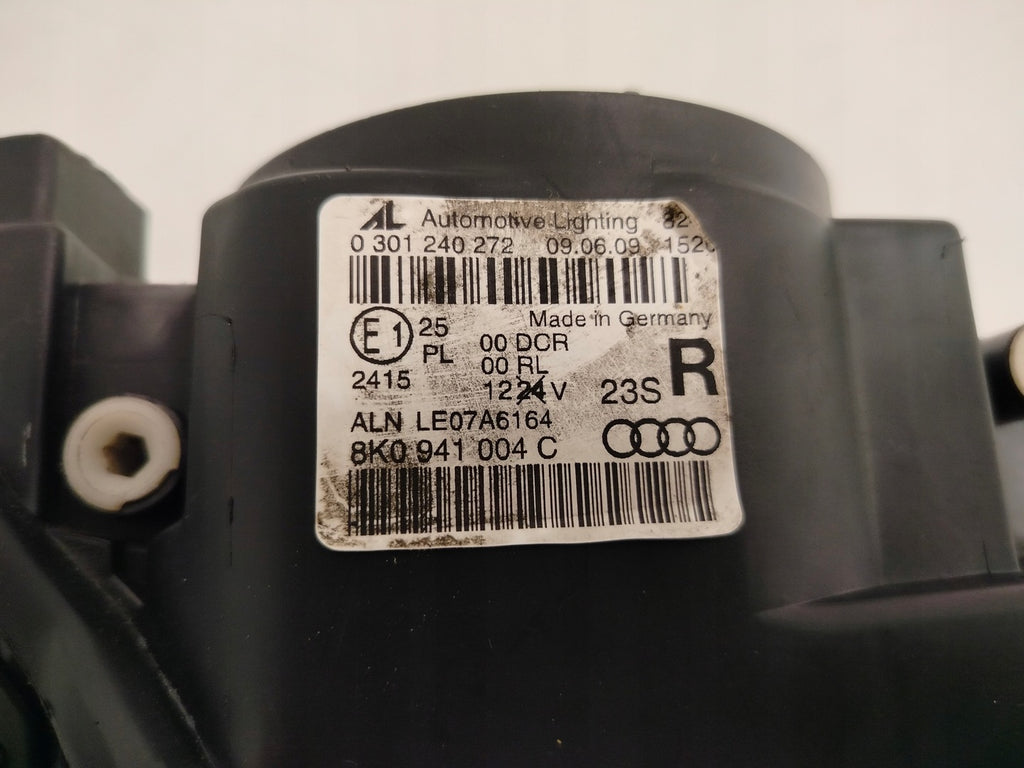 AL Automotive Lighting
0 301 240 272 09.06.09
Made in Germany
E1 25 00 DCR
PL 00 RL
2415 12 24 V 23S R
ALN LE07A6164
8K0 941 004 C